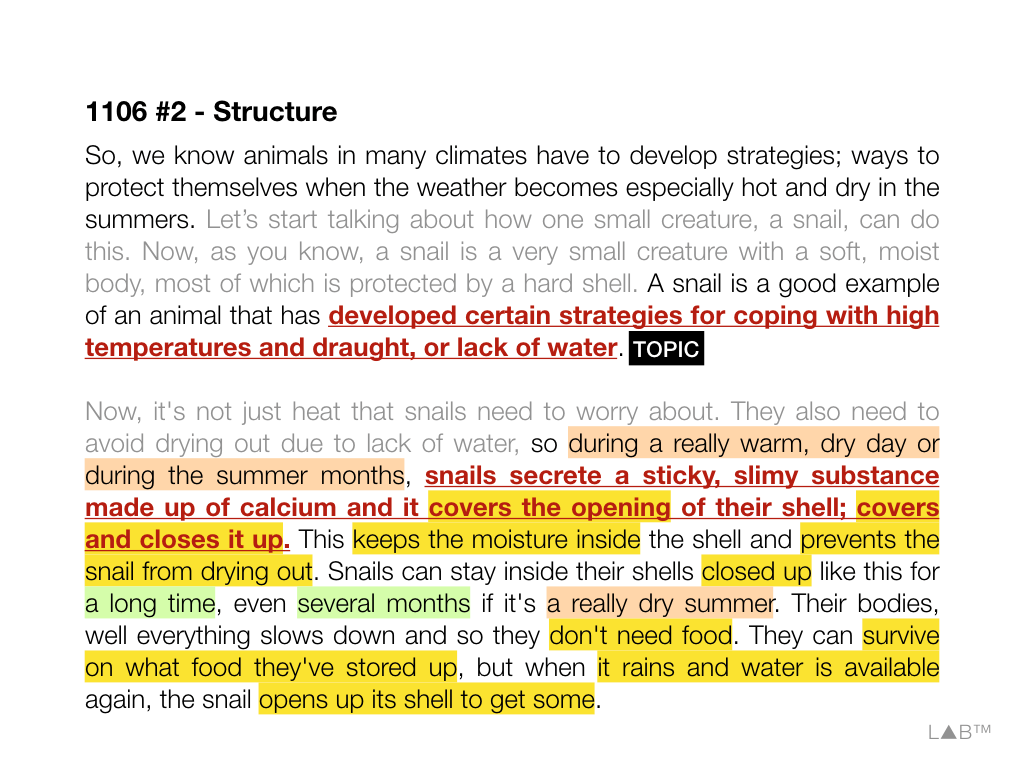 1106 #2 - Structure
So, we know animals in many climates have to develop strategies; ways to
protect themselves when the weather becomes especially hot and dry in the
summers. Let’s start talking about how one small creature, a snail, can do
this. Now, as you know, a snail is a very small creature with a soft, moist
body, most of which is protected by a hard shell. A snail is a good example
of an animal that has developed certain strategies for coping with high
temperatures and draught, or lack of water. TOPIC
Now, it's not just heat that snails need to worry about. They also need to
avoid drying out due to lack of water, so during a really warm, dry day or
during the summer months, snails secrete a sticky, slimy substance
made up of calcium and it covers the opening of their shell; covers
and closes it up. This keeps the moisture inside the shell and prevents the
snail from drying out. Snails can stay inside their shells closed up like this for
a long time, even several months if it's a really dry summer. Their bodies,
well everything slows down and so they don't need food. They can survive
on what food they've stored up, but when it rains and water is available
again, the snail opens up its shell to get some.
L▲B™